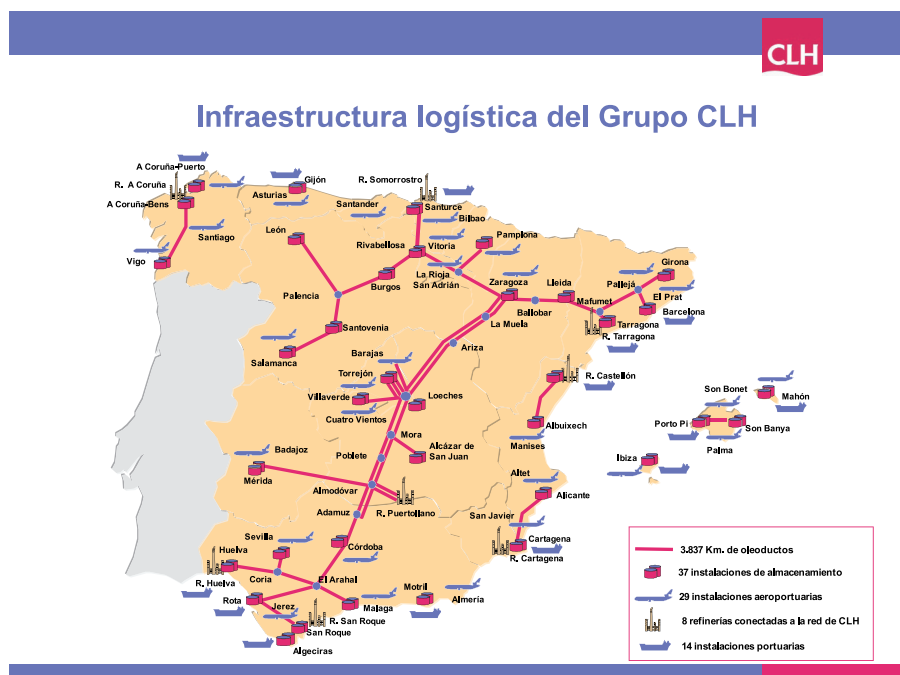 CLH
Infraestructura logística del Grupo CLH
A Coruña-Puerto
R. A Coruña
A Coruña-Bens
Santiago
Vigo
Asturias
Gijón
Santander
R. Somorrostro
Santurce
Bilbao
León
Rivabellosa
Vitoria
Pamplona
La Rioja
San Adrián
Burgos
Palencia
Santovenia
Salamanca
Zaragoza
Lleida
Ballobar
La Muela
Ariza
Mafumet
Pallejá
Girona
El Prat
Barcelona
Tarragona
R. Tarragona
Barajas
Torrejón
Villaverde
Cuatro Vientos
Loeches
R. Castellón
Albuixech
Manises
Son Bonet
Mahón
Porto Pi
Son Banya
Palma
Ibiza
Mora
Alcázar de
San Juan
Poblete
Badajoz
Mérida
Almodóvar
R. Puertollano
Adamuz
Altet
Alicante
San Javier
Cartagena
R. Cartagena
Sevilla
Huelva
R. Huelva
Coria
Córdoba
El Arahal
Rota
Jerez
R. San Roque
San Roque
Algeciras
Malaga
Motril
Almería
3.837 Km. de oleoductos
37 instalaciones de almacenamiento
29 instalaciones aeroportuarias
8 refinerías conectadas a la red de CLH
14 instalaciones portuarias